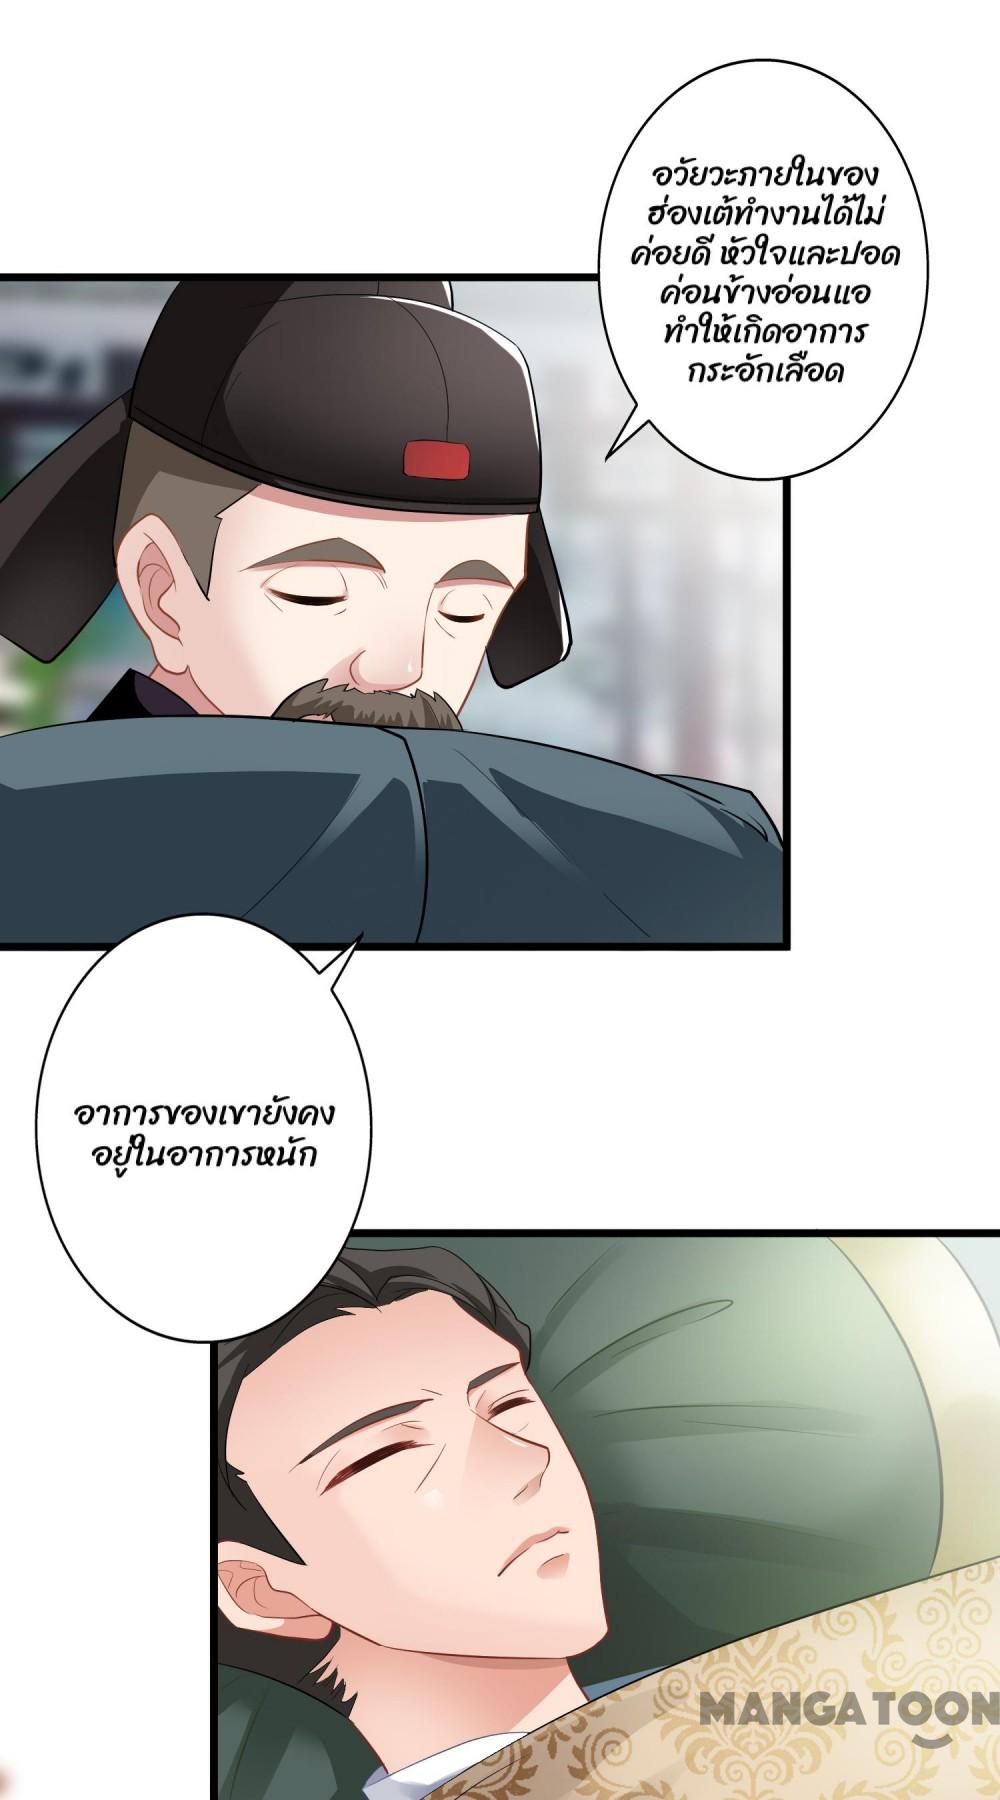 อวัยวะภายในของ
ฮ่องเต้ทำงานได้ไม่
ค่อยดี หัวใจและปอด
ค่อนข้างอ่อนแอ
ทำให้เกิดอาการ
กระอักเลือด
อาการของเขายังคง
อยู่ในอาการหนัก
MANGA TOON